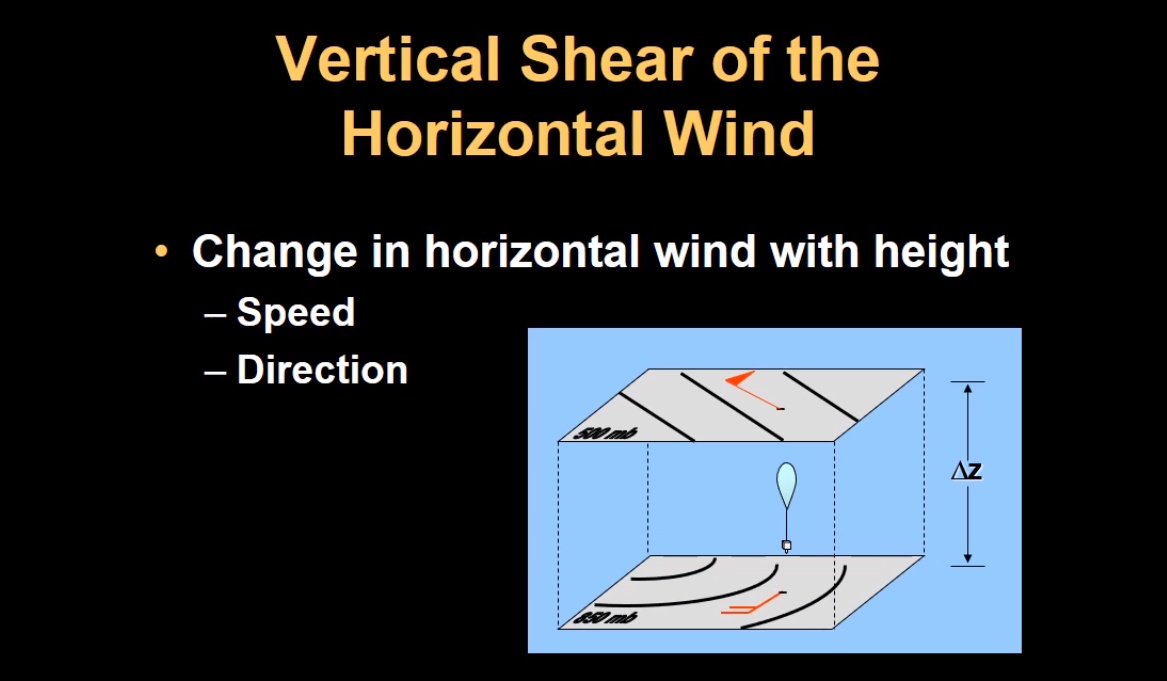 Vertical Shear of the
Horizontal Wind
• Change in horizontal wind with height
– Speed
– Direction
500 mb
Δz
850 mb